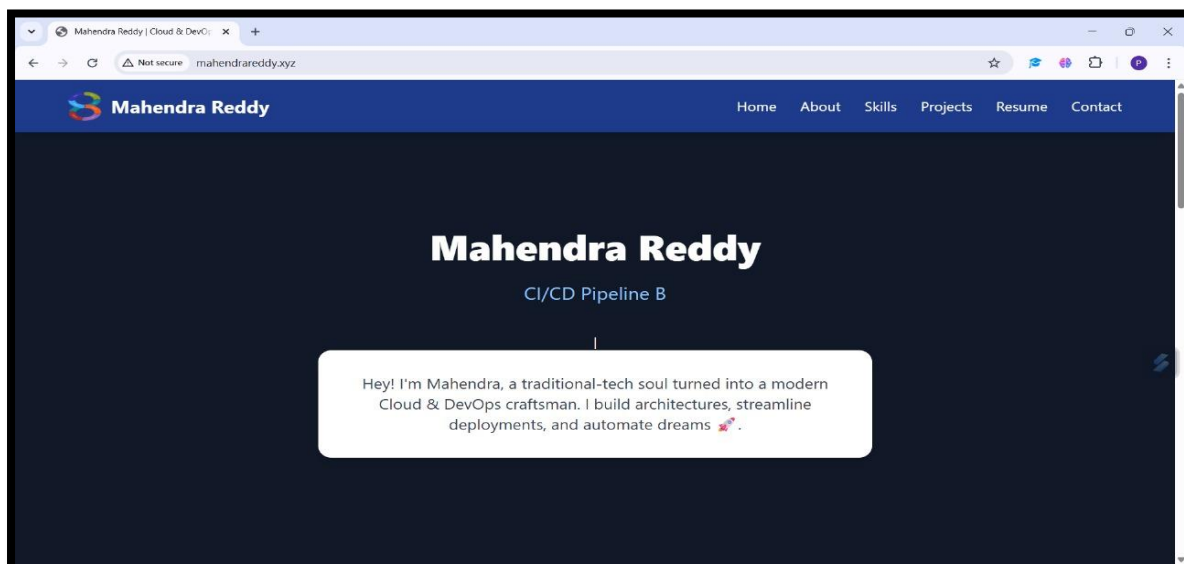 Mahendra Reddy | Cloud & DevO
Not secure mahendrareddy.xyz
P
Mahendra Reddy Home About Skills Projects Resume Contact
Mahendra Reddy
CI/CD Pipeline B
Hey! I'm Mahendra, a traditional-tech soul turned into a modern
Cloud & DevOps craftsman. I build architectures, streamline
deployments, and automate dreams 🚀.